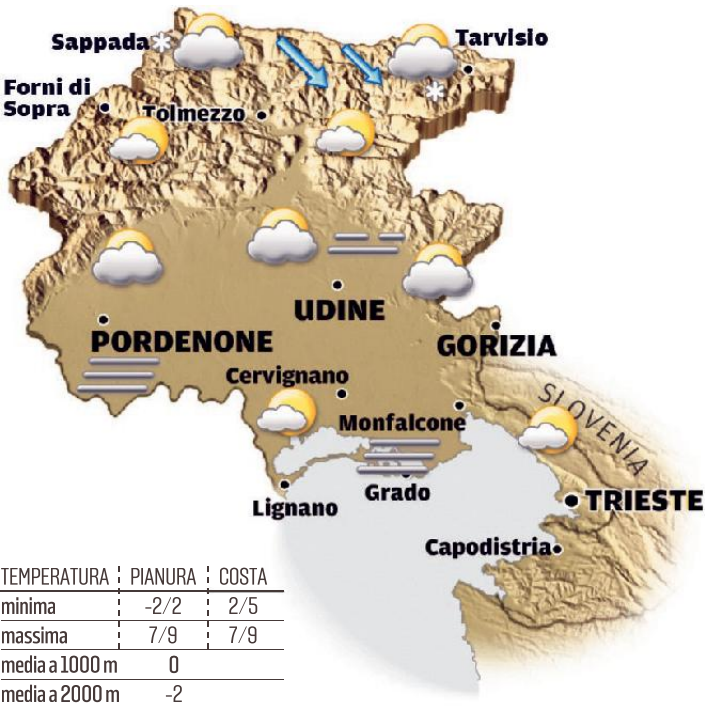 Sappada
Tarvisio
Forni di
Sopra
Tolmezzo
UDINE
PORDENONE
GORIZIA
Cervignano
SLOVENIA
Monfalcone
Grado
Lignano
TRIESTE
Capodistria
TEMPERATURA PIANURA COSTA
minima -2/2 2/5
massima 7/9 7/9
media a 1000 m 0
media a 2000 m -2